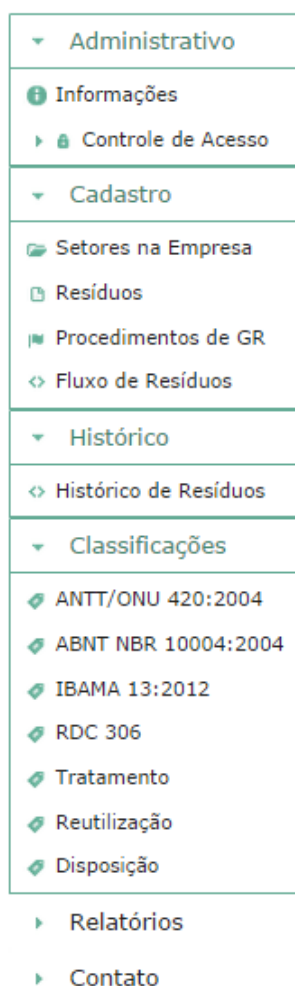 Administrativo
Informações
Controle de Acesso
Cadastro
Setores na Empresa
Resíduos
Procedimentos de GR
Fluxo de Resíduos
Histórico
Histórico de Resíduos
Classificações
ANTT/ONU 420:2004
ABNT NBR 10004:2004
IBAMA 13:2012
RDC 306
Tratamento
Reutilização
Disposição
Relatórios
Contato